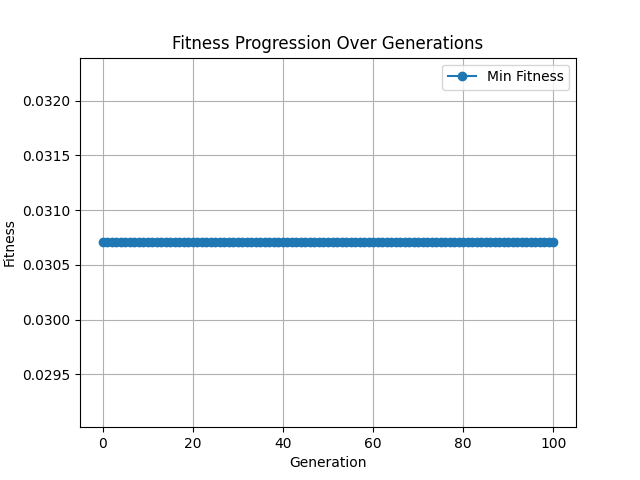 Fitness Progression Over Generations
Min Fitness
0.0320
0.0315
0.0310
0.0305
0.0300
0.0295
Fitness
0 20 40 60 80 100
Generation